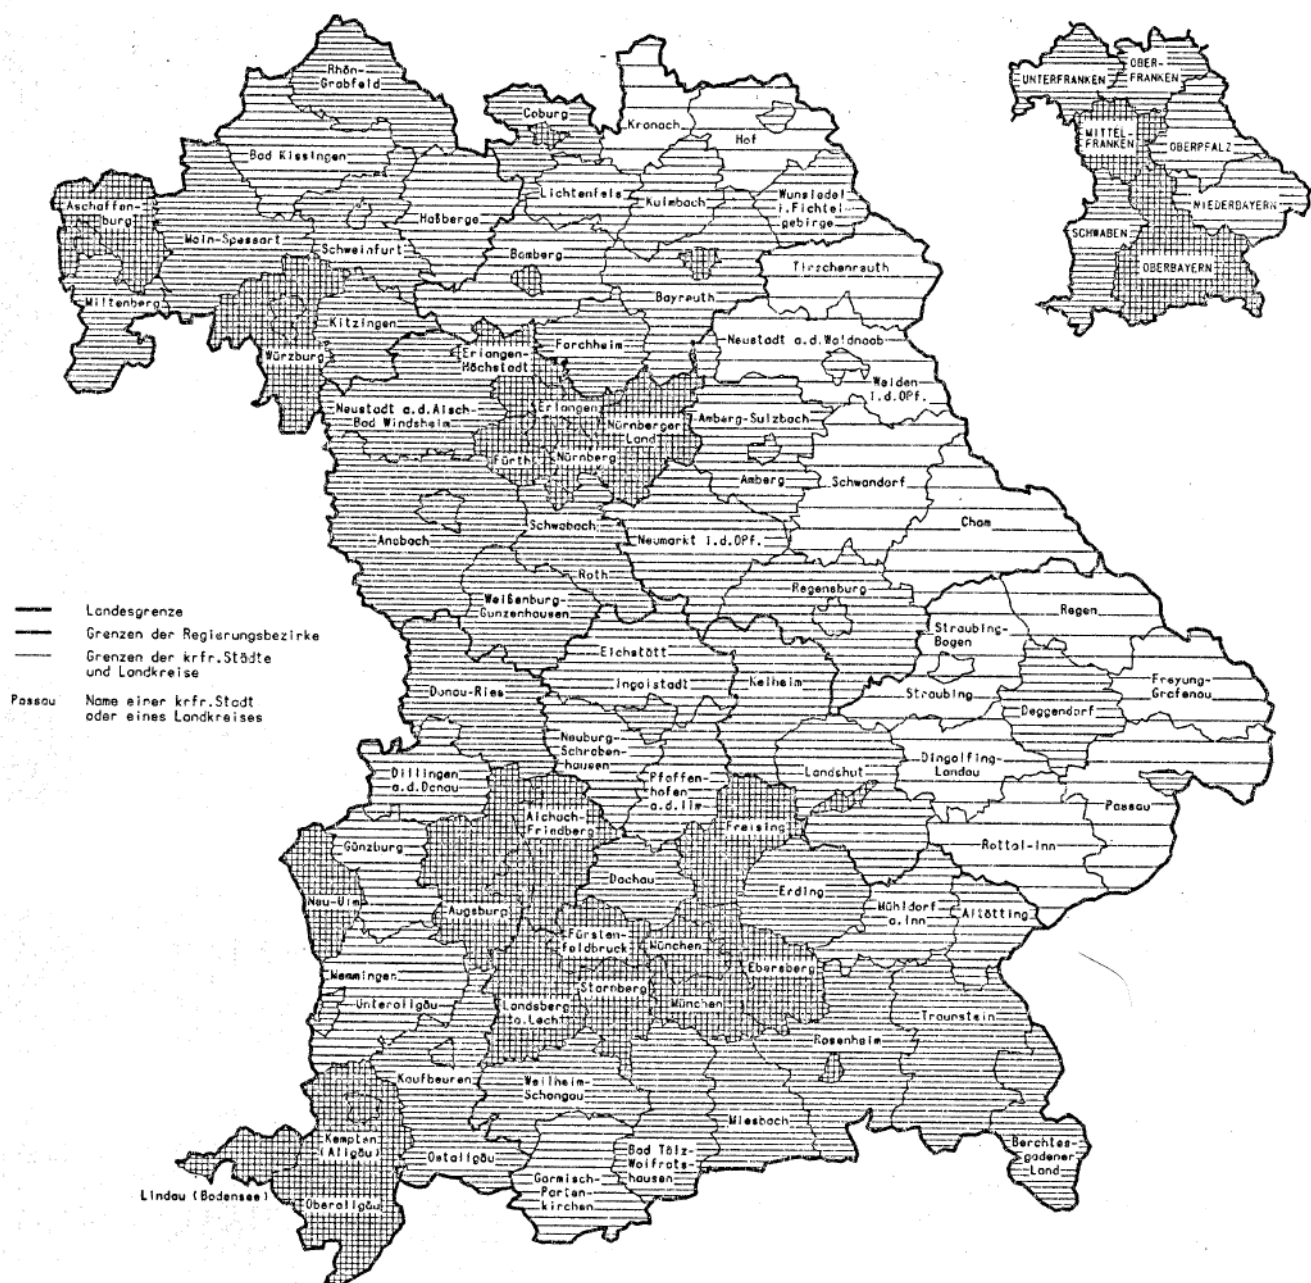 Rhön-
Grabfeld
Coburg
Kronach
Hof
Bad Kissingen
Lichtenfels
Kulmbach
Wunsiedel
i.Fichtel
gebirge
Aschaffen-
burg
Haßberge
Main-Spessart
Schweinfurt
Bamberg
Tirschenreuth
Miltenberg
Bayreuth
Kitzingen
Würzburg
Erlangen-
Höchstadt
Forchheim
Neustadt a.d.Waldnaab
Weiden
i.d.OPf.
Neustadt a.d.Aisch-
Bad Windsheim
Erlangen
Nürnberger
Land
Amberg-Sulzbach
Fürth
Nürnberg
Amberg
Schwandorf
Cham
Ansbach
Schwabach
Neumarkt i.d.OPf.
Roth
Regensburg
Weißenburg-
Gunzenhausen
Regen
Straubing-
Bogen
Eichstätt
Ingolstadt
Kelheim
Straubing
Freyung-
Grafenau
Donau-Ries
Deggendorf
Neuburg-
Schroben-
hausen
Dingolfing-
Landau
Dillingen
a.d.Donau
Pfaffen-
hofen
a.d.Ilm
Landshut
Passau
Aichach-
Friedberg
Freising
Günzburg
Rottal-Inn
Dachau
Erding
Neu-Ulm
Augsburg
Mühldorf
a.Inn
Altötting
Fürsten-
feldbruck
München
Ebersberg
Memmingen
Unterallgäu
Starnberg
München
Landsberg
a.Lech
Traunstein
Rosenheim
Kaufbeuren
Weilheim-
Schongau
Miesbach
Kempten
(Allgäu)
Ostallgäu
Bad Tölz-
Wolfrats-
hausen
Berchtes-
gadener
Land
Garmisch-
Parten-
kirchen
Lindau (Bodensee)
Oberallgäu
UNTERFRANKEN
OBER-
FRANKEN
MITTEL-
FRANKEN
OBERPFALZ
NIEDERBAYERN
SCHWABEN
OBERBAYERN
Landesgrenze
Grenzen der Regierungsbezirke
Grenzen der krfr.Städte
und Landkreise
Passau Name einer krfr.Stadt
oder eines Landkreises